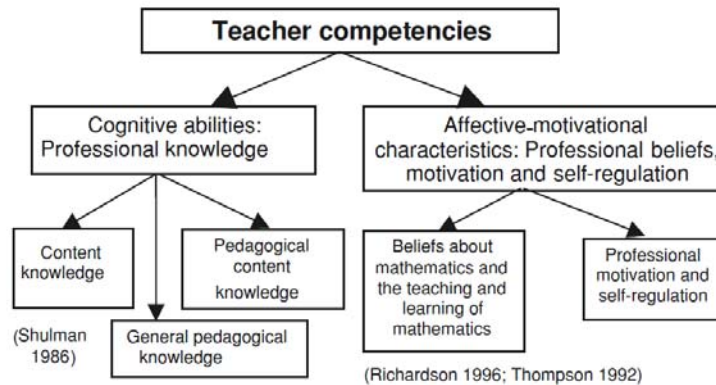 Teacher competencies
Cognitive abilities:
Professional knowledge
Affective-motivational
characteristics: Professional beliefs,
motivation and self-regulation
Content
knowledge
Pedagogical
content
knowledge
General pedagogical
knowledge
(Shulman
1986)
Beliefs about
mathematics and
the teaching and
learning of
mathematics
Professional
motivation and
self-regulation
(Richardson 1996; Thompson 1992)